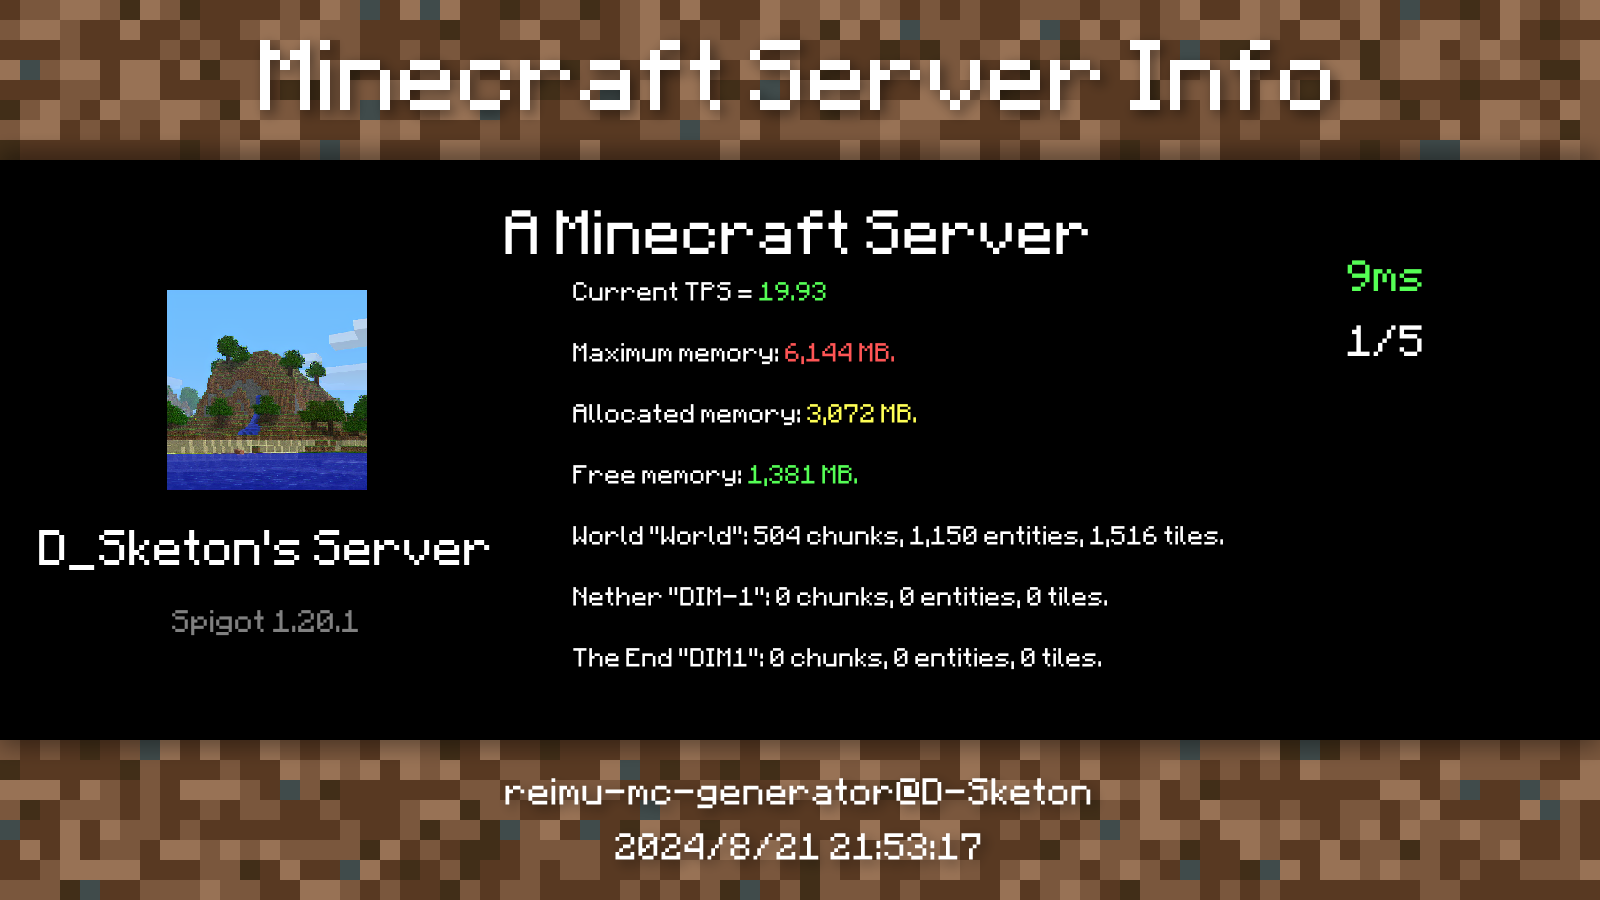 Minecraft Server Info
A Minecraft Server
9ms
1/5
Current TPS = 19.93
Maximum memory: 6,144 MB.
Allocated memory: 3,072 MB.
Free memory: 1,381 MB.
World "World": 504 chunks, 1,150 entities, 1,516 tiles.
Nether "DIM-1": 0 chunks, 0 entities, 0 tiles.
The End "DIM1": 0 chunks, 0 entities, 0 tiles.
D_Sketon's Server
Spigot 1.20.1
reimu-mc-generator@D-Sketon
2024/8/21 21:53:17